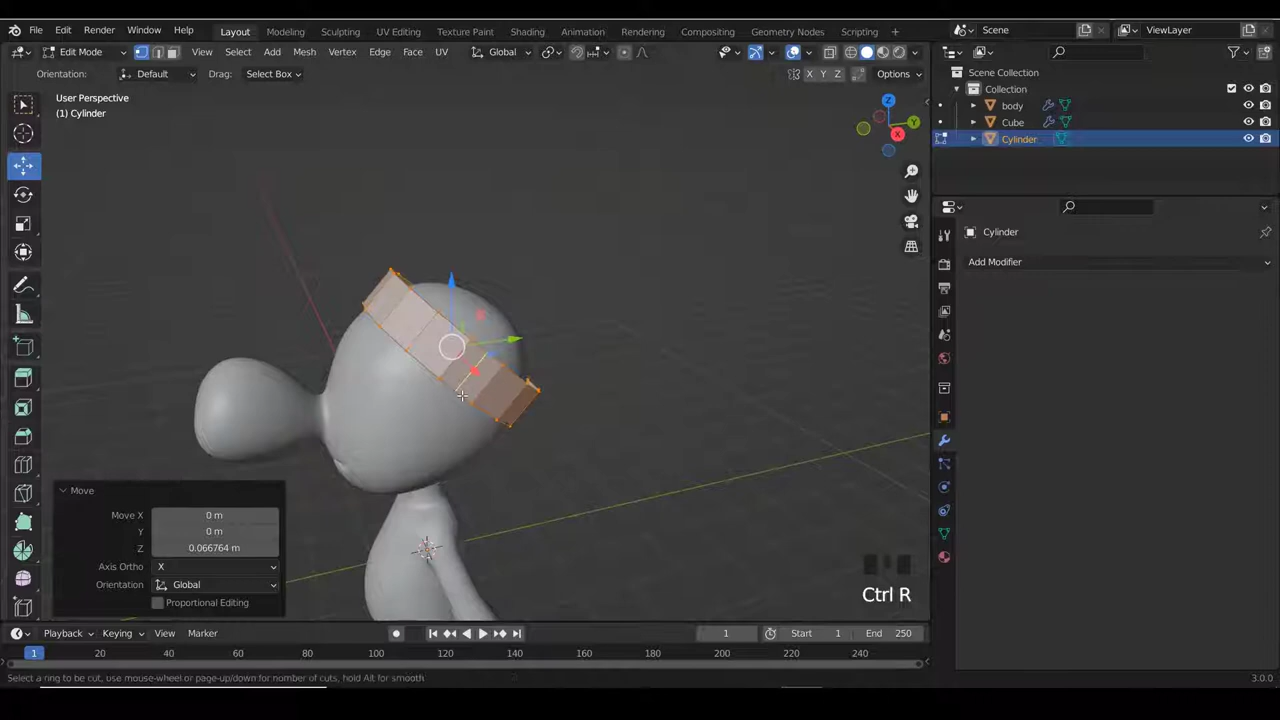 File Edit Render Window Help Layout Modeling Sculpting UV Editing Texture Paint Shading Animation Rendering Compositing Geometry Nodes Scripting + Scene ViewLayer
Edit Mode View Select Add Mesh Vertex Edge Face UV Global
Orientation: Default Drag: Select Box X Y Z Options
User Perspective
(1) Cylinder
Z
Y
X
Scene Collection
Collection
body
Cube
Cylinder
Cylinder
Add Modifier
Move
Move X 0 m
Y 0 m
Z 0.066764 m
Axis Ortho X
Orientation Global
Proportional Editing
Ctrl R
Playback Keying View Marker 1 Start 1 End 250
1 20 40 60 80 100 120 140 160 180 200 220 240
Select a ring to be cut, use mouse-wheel or page-up/down for number of cuts, hold Alt for smooth 3.0.0